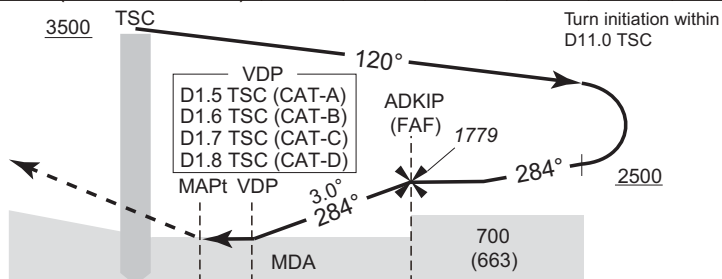 TSC
3500
Turn initiation within
D11.0 TSC
120°
VDP
D1.5 TSC (CAT-A)
D1.6 TSC (CAT-B)
D1.7 TSC (CAT-C)
D1.8 TSC (CAT-D)
ADKIP
(FAF)
1779
284°
2500
MAPt VDP
3.0°
284°
MDA
700
(663)